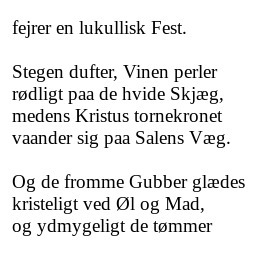 fejrer en lukullisk Fest.
Stegen dufter, Vinen perler
rødligt paa de hvide Skjæg,
medens Kristus tornekronet
vaander sig paa Salens Væg.
Og de fromme Gubber glædes
kristeligt ved Øl og Mad,
og ydmygeligt de tømmer